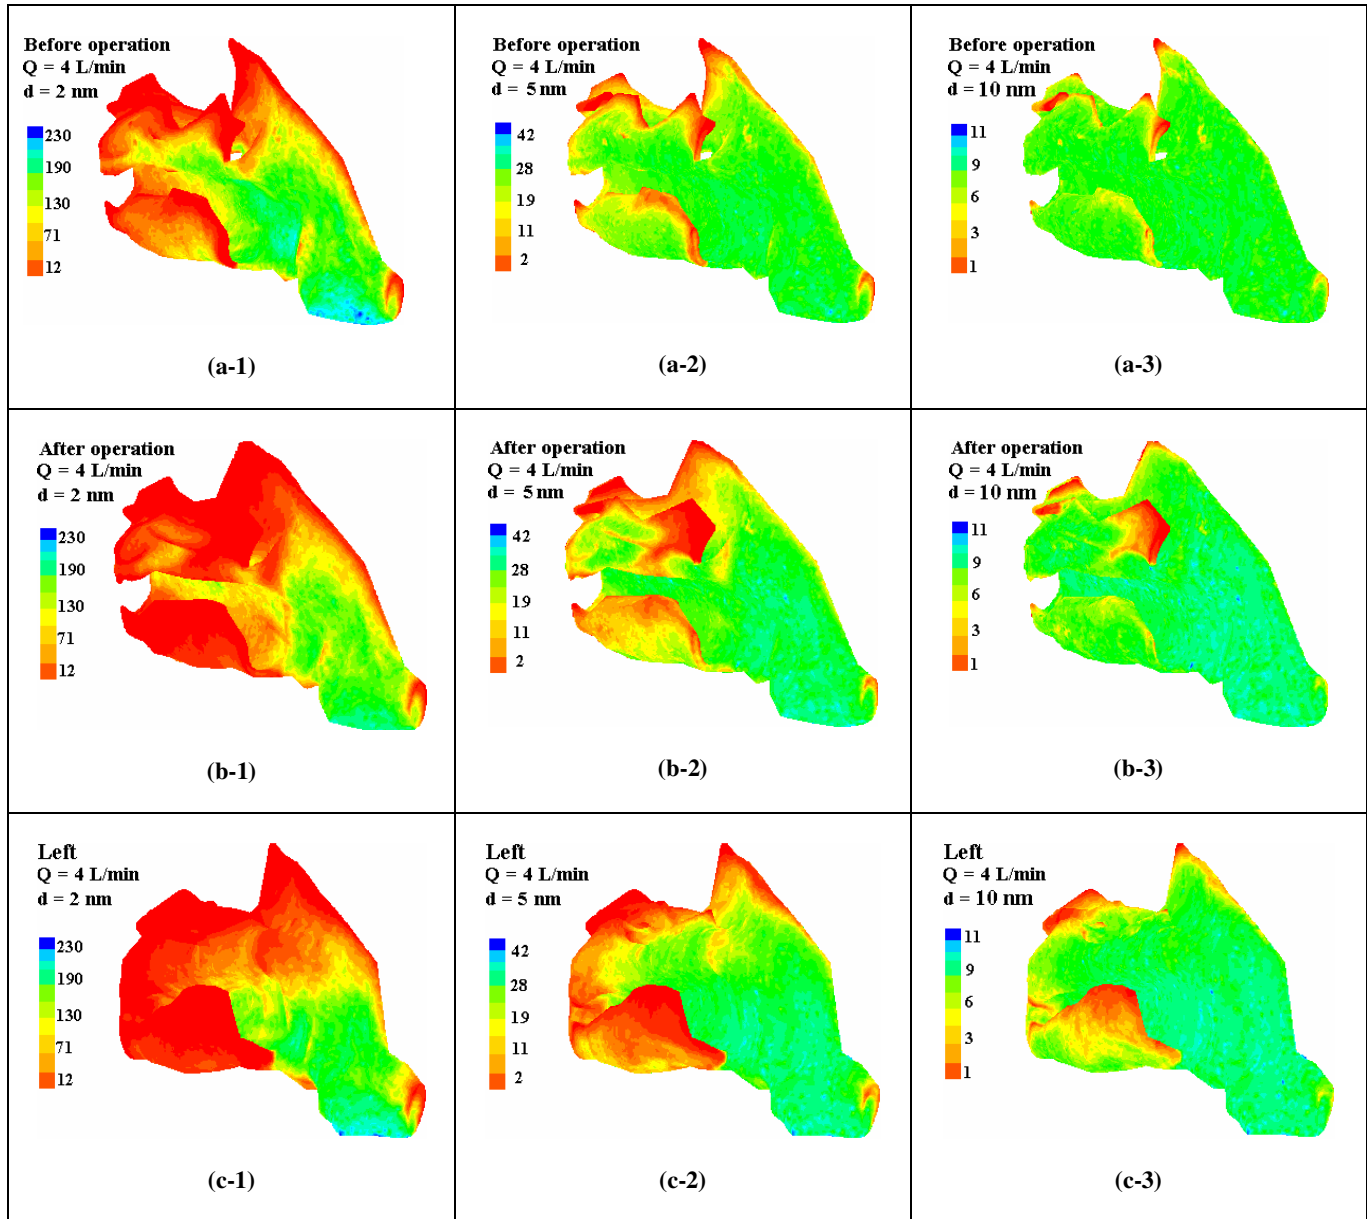 Before operation
Q = 4 L/min
d = 2 nm
230
190
130
71
12
(a-1)
Before operation
Q = 4 L/min
d = 5 nm
42
28
19
11
2
(a-2)
Before operation
Q = 4 L/min
d = 10 nm
11
9
6
3
1
(a-3)
After operation
Q = 4 L/min
d = 2 nm
230
190
130
71
12
(b-1)
After operation
Q = 4 L/min
d = 5 nm
42
28
19
11
2
(b-2)
After operation
Q = 4 L/min
d = 10 nm
11
9
6
3
1
(b-3)
Left
Q = 4 L/min
d = 2 nm
230
190
130
71
12
(c-1)
Left
Q = 4 L/min
d = 5 nm
42
28
19
11
2
(c-2)
Left
Q = 4 L/min
d = 10 nm
11
9
6
3
1
(c-3)